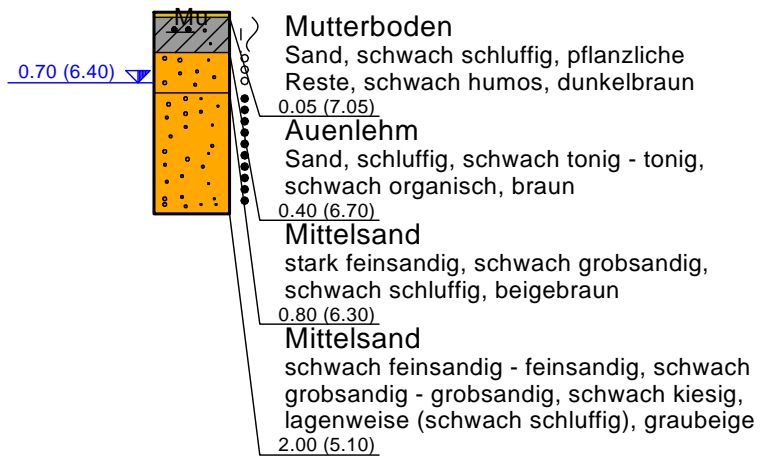 Mu
0.70 (6.40)
Mutterboden
Sand, schwach schluffig, pflanzliche
Reste, schwach humos, dunkelbraun
0.05 (7.05)
Auenlehm
Sand, schluffig, schwach tonig - tonig,
schwach organisch, braun
0.40 (6.70)
Mittelsand
stark feinsandig, schwach grobsandig,
schwach schluffig, beigebraun
0.80 (6.30)
Mittelsand
schwach feinsandig - feinsandig, schwach
grobsandig - grobsandig, schwach kiesig,
lagenweise (schwach schluffig), graubeige
2.00 (5.10)